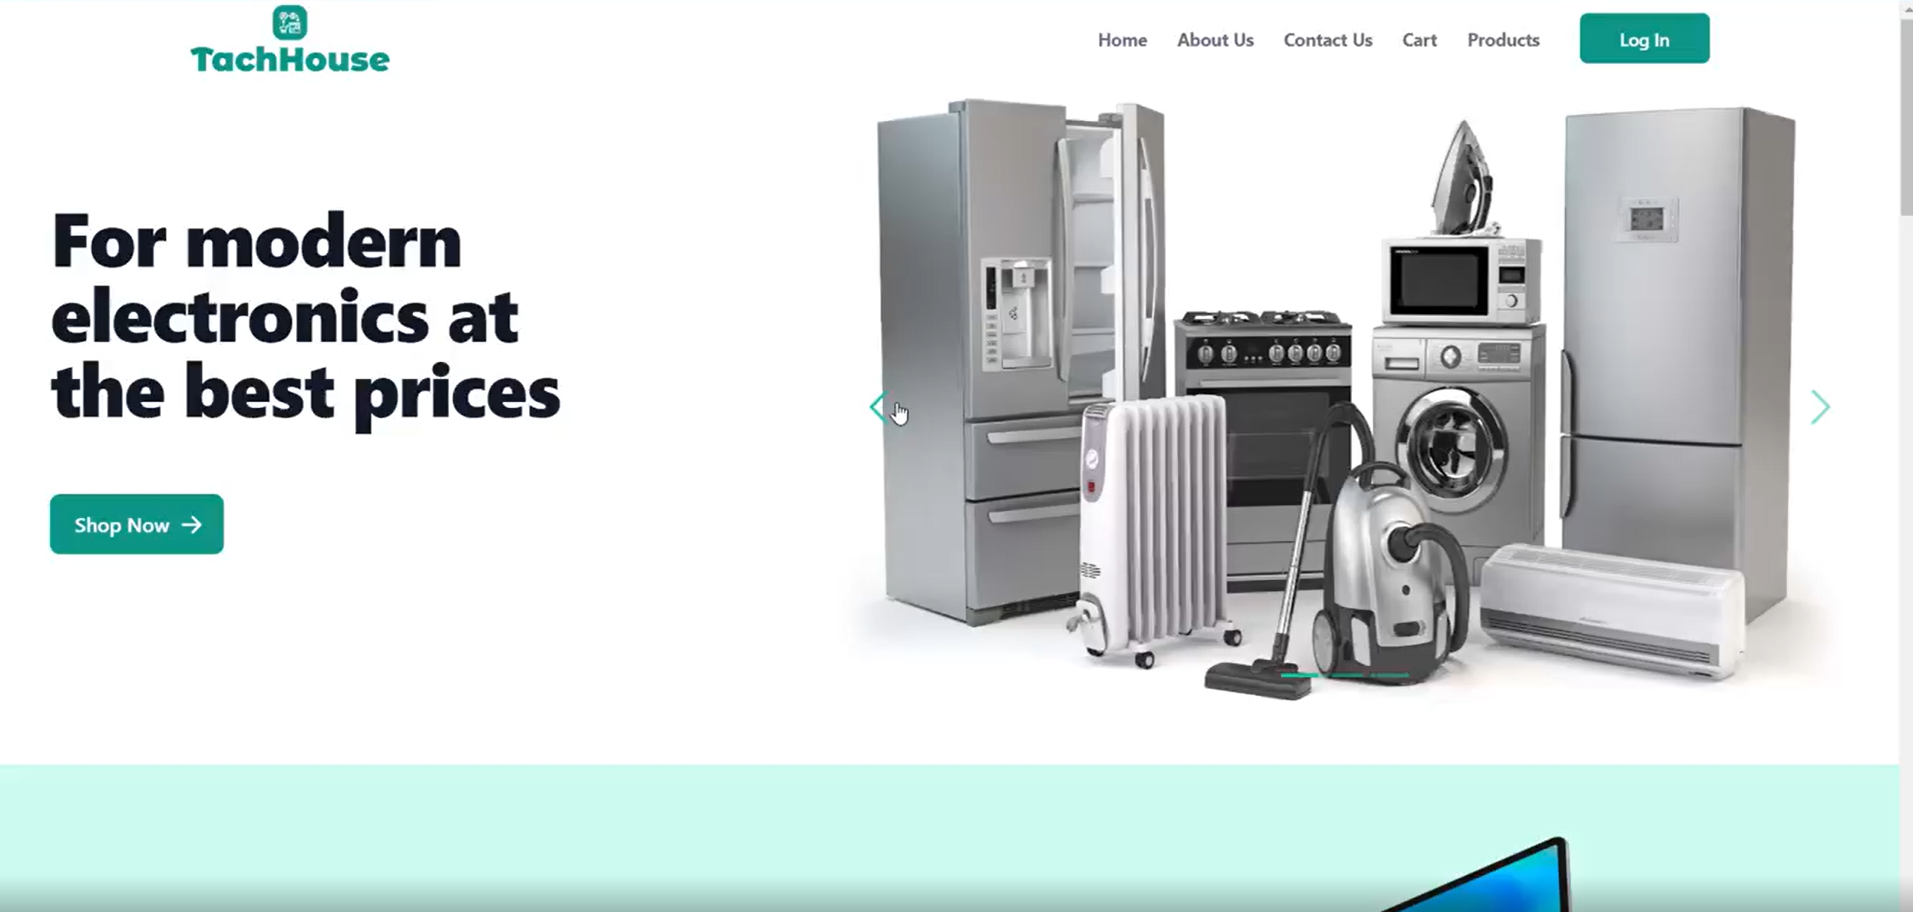 TachHouse
Home
About Us
Contact Us
Cart
Products
Log In
For modern
electronics at
the best prices
Shop Now